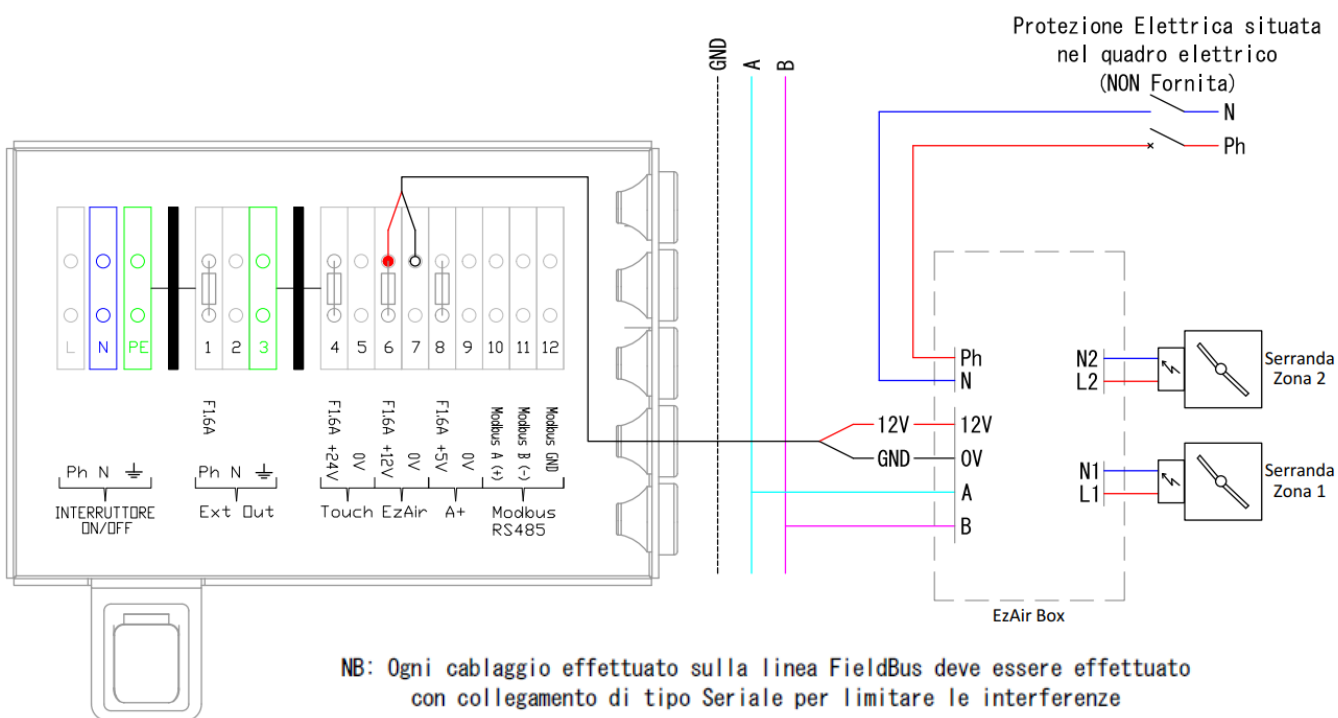 Protezione Elettrica situata
nel quadro elettrico
(NON Fornita)
GND
A
B
N
Ph
L
N
PE
1
2
3
4
5
6
7
8
9
10
11
12
F1.6A
F1.6A +24V
0V
F1.6A +12V
0V
F1.6A +5V
0V
Modbus A (+)
Modbus B (-)
Modbus GND
Ph N
Ph N
INTERRUTTORE
ON/OFF
Ext Out
Touch
EzAir
A+
Modbus
RS485
12V
GND
Ph
N
12V
0V
A
B
N2
L2
N1
L1
Serranda
Zona 2
Serranda
Zona 1
EzAir Box
NB: Ogni cablaggio effettuato sulla linea FieldBus deve essere effettuato
con collegamento di tipo Seriale per limitare le interferenze